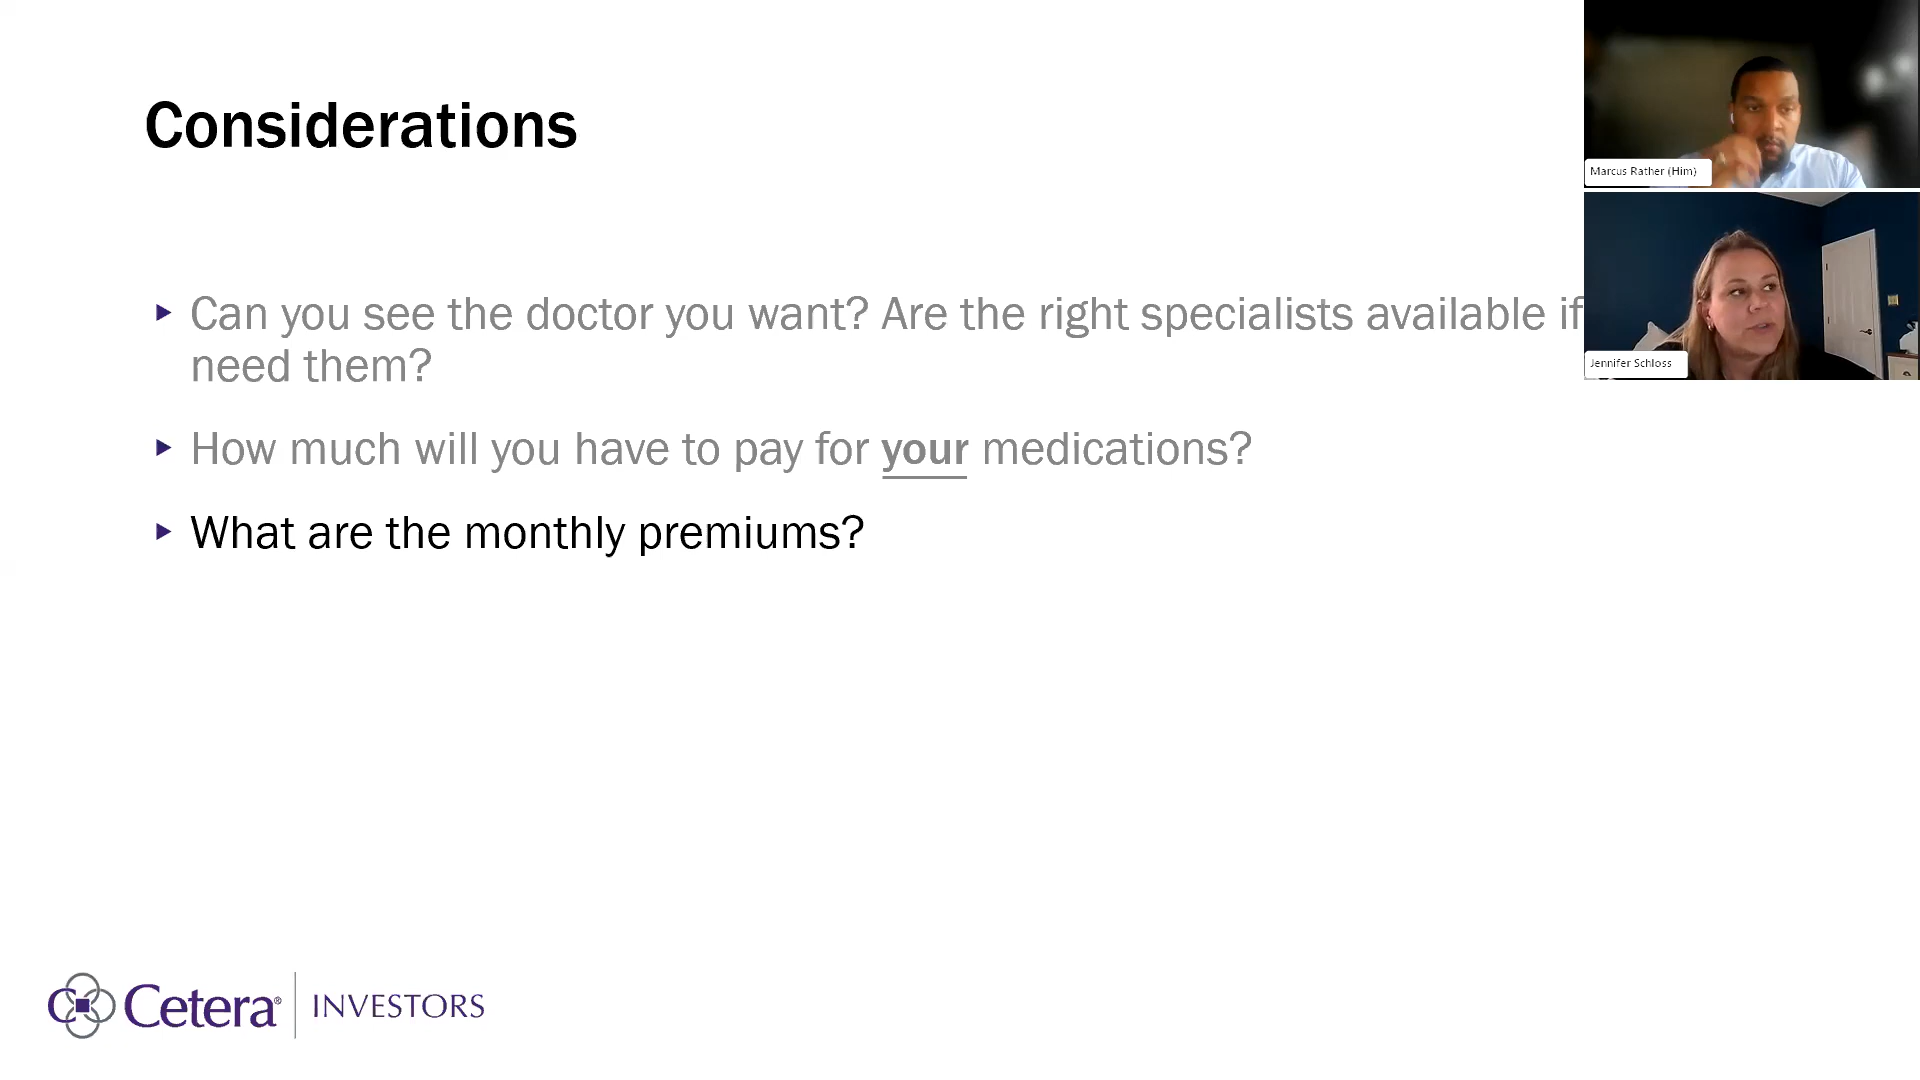 Considerations
Marcus Rather (Him)
Can you see the doctor you want? Are the right specialists available if
need them?
Jennifer Schloss
How much will you have to pay for your medications?
What are the monthly premiums?
Cetera® INVESTORS